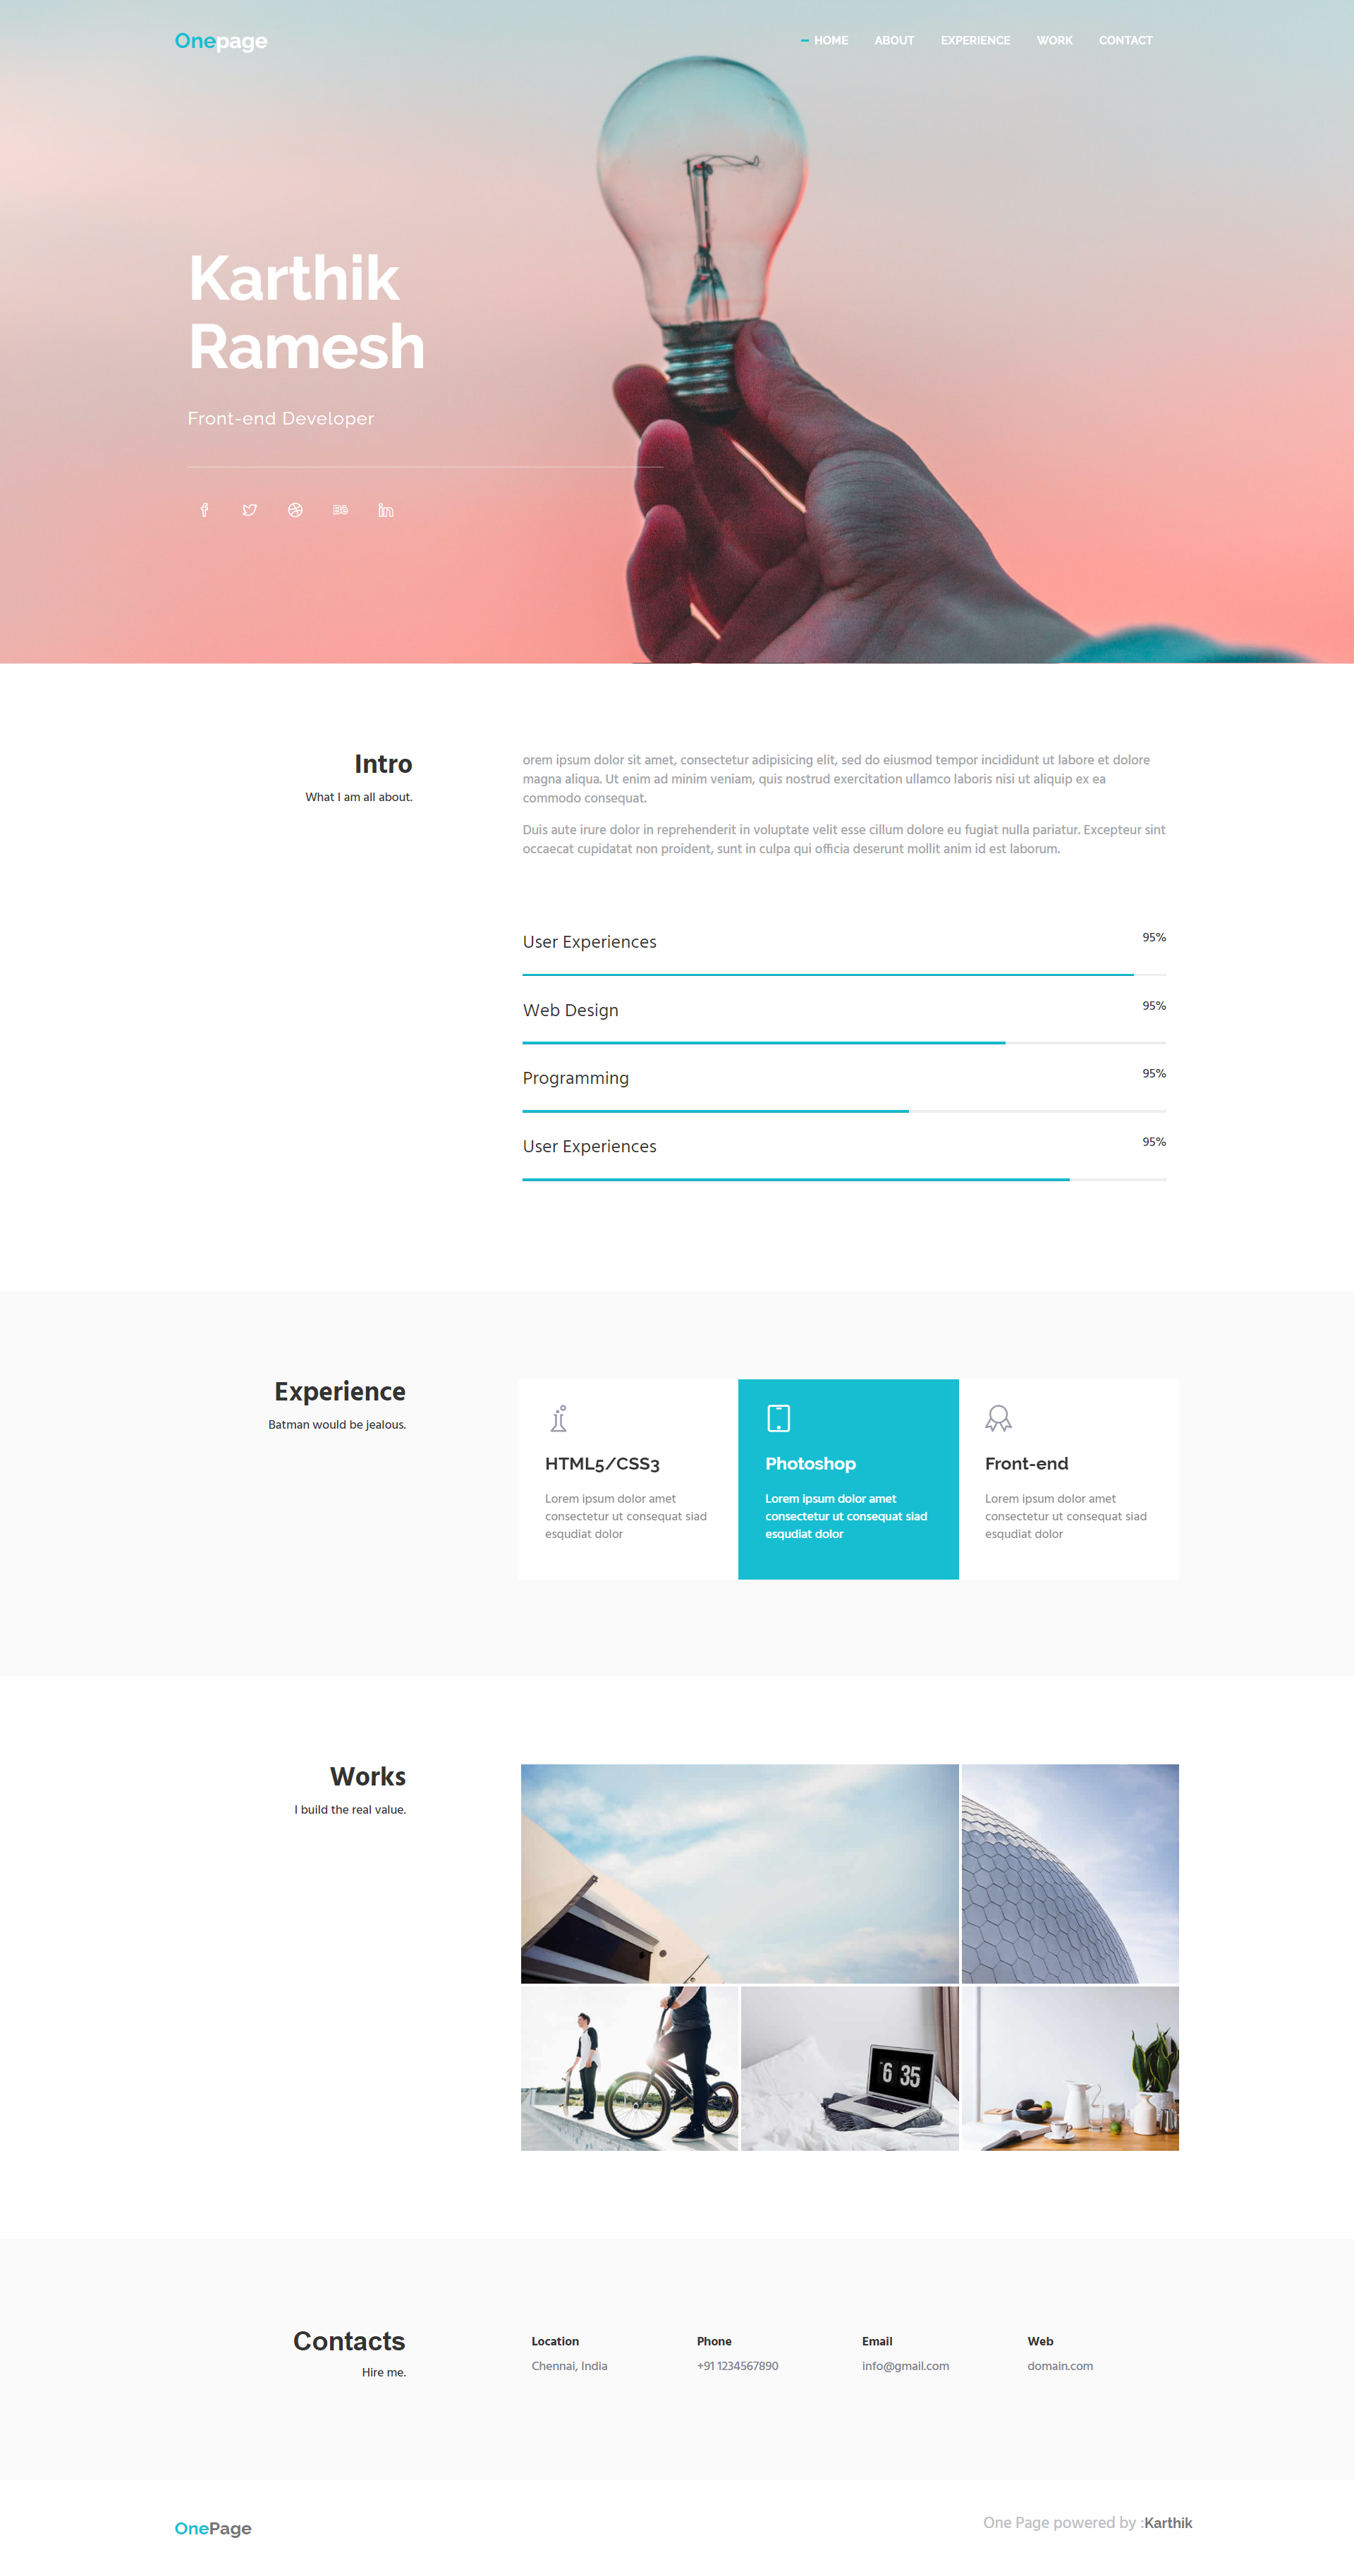 Onepage
HOME ABOUT EXPERIENCE WORK CONTACT
Karthik
Ramesh
Front-end Developer
Intro
What I am all about.
orem ipsum dolor sit amet, consectetur adipisicing elit, sed do eiusmod tempor incididunt ut labore et dolore
magna aliqua. Ut enim ad minim veniam, quis nostrud exercitation ullamco laboris nisi ut aliquip ex ea
commodo consequat.
Duis aute irure dolor in reprehenderit in voluptate velit esse cillum dolore eu fugiat nulla pariatur. Excepteur sint
occaecat cupidatat non proident, sunt in culpa qui officia deserunt mollit anim id est laborum.
User Experiences 95%
Web Design 95%
Programming 95%
User Experiences 95%
Experience
Batman would be jealous.
HTML5/CSS3
Lorem ipsum dolor amet
consectetur ut consequat siad
esqudiat dolor
Photoshop
Lorem ipsum dolor amet
consectetur ut consequat siad
esqudiat dolor
Front-end
Lorem ipsum dolor amet
consectetur ut consequat siad
esqudiat dolor
Works
I build the real value.
6 35
Contacts
Hire me.
Location
Chennai, India
Phone
+91 1234567890
Email
info@gmail.com
Web
domain.com
OnePage
One Page powered by :Karthik